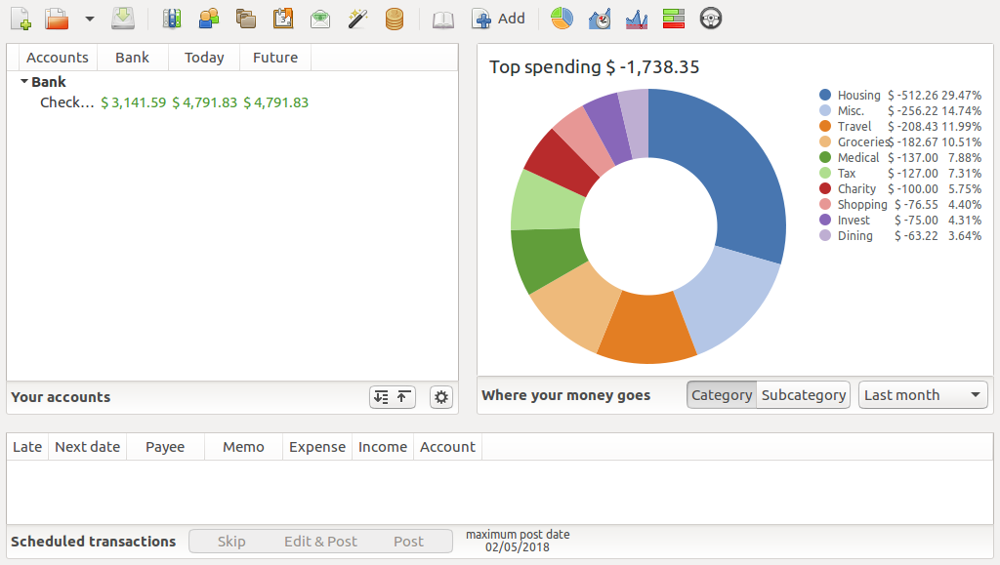 Add
Accounts Bank Today Future
Bank
Check... $ 3,141.59 $ 4,791.83 $ 4,791.83
Your accounts
Top spending $ -1,738.35
Housing $ -512.26 29.47%
Misc. $ -256.22 14.74%
Travel $ -208.43 11.99%
Groceries $ -182.67 10.51%
Medical $ -137.00 7.88%
Tax $ -127.00 7.31%
Charity $ -100.00 5.75%
Shopping $ -76.55 4.40%
Invest $ -75.00 4.31%
Dining $ -63.22 3.64%
Where your money goes Category Subcategory Last month
Late Next date Payee Memo Expense Income Account
Scheduled transactions Skip Edit & Post Post
maximum post date
02/05/2018